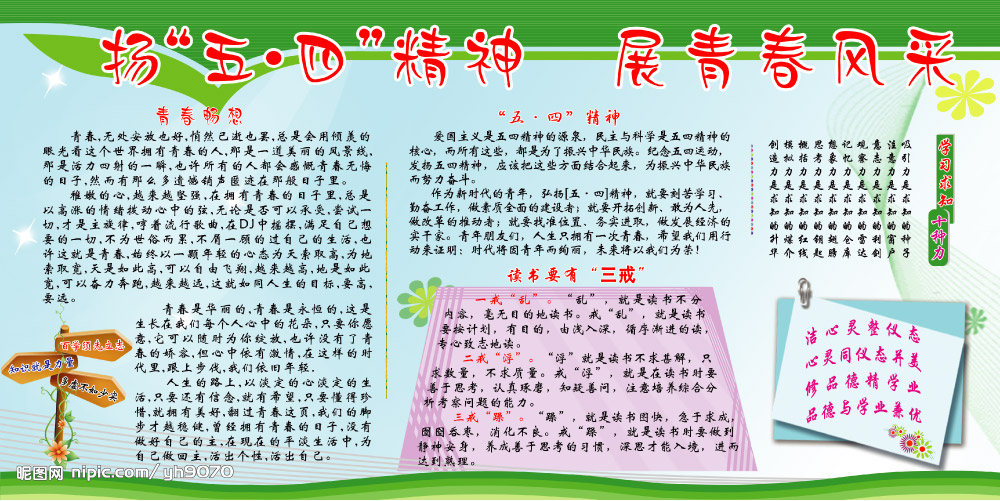 扬“五·四”精神 展青春风采
青春畅想
青春,无处安放也好,悄然已逝也罢,总是会用倾羡的
眼光看这个世界拥有青春的人,那是一道美丽的风景线,
那是活力四射的一瞬,也许所有的人都会感慨青春无悔
的日子,然而有那么多遗憾销声匿迹在那般日子里。
稚嫩的心,越来越坚强,在拥有青春的日子里,总是
以高涨的情绪拨动心中的弦,无论是否可以承受,尝试一
切,才是主旋律,哼着流行歌曲,在DJ中摇摆,满足自己想
要的一切,不为世俗而累,不屑一顾的过自己的生活,也
许这就是青春,始终以一颗年轻的心态为天索取高,为地
索取宽,天是如此高,可以自由飞翔,越来越高,地是如此
宽,可以奋力奔跑,越来越远,这就如同人生的目标,要高,
要远。
青春是华丽的,青春是永恒的,这是
生长在我们每个人心中的花朵,只要你愿
意,它可以随时为你绽放,也许没有了青
春的娇容,但心中依有激情,在这样的时
代里,跟上步伐,我们依旧年轻.
人生的路上,以淡定的心淡定的生
活,只要还有信念,就有希望,只要懂得珍
惜,就拥有美好,翻过青春这页,我们的脚
步才越稳健,曾经拥有青春的日子,没有
做好自己的主,在现在的平淡生活中,为
自己做回主,活出个性,活出自己.
百学须先立志
知识就是力量
多查不如少卖
“五·四”精神
爱国主义是五四精神的源泉,民主与科学是五四精神的
核心,而所有这些,都是为了振兴中华民族。纪念五四运动,
发扬五四精神,应该把这些方面结合起来,为振兴中华民族
而努力奋斗。
作为新时代的青年,弘扬[五·四]精神,就要刻苦学习、
勤奋工作,做素质全面的建设者;就要开拓创新、敢为人先,
做改革的推动者;就要找准位置、务实进取,做发展经济的
实干家。青年朋友们,人生只拥有一次青春,希望我们用行
动来证明:时代将因青年而绚丽,未来将以我们为荣!
读书要有“三戒”
一戒“乱”。“乱”,就是读书不分
内容,毫无目的地读书。戒“乱”,就是读书
要按计划,有目的,由浅入深,循序渐进的读,
专心致志地读。
二戒“浮”。“浮”就是读书不求甚解,只
求数量,不求质量。戒“浮”,就是在读书时要
善于思考,认真琢磨,知疑善问,注意培养综合分
析考察问题的能力。
三戒“躁”。“躁”,就是读书图快,急于求成,
囫囵吞枣,消化不良。戒“躁”,就是读书时要做到
静神安身,养成善于思考的习惯,深思才能入境,进而
达到熟理。
学习求知 十种力
吸引力是求知的种子
注意力是求知的窗户
意志力是求知的利剑
观察力是求知的雷达
记忆力是求知的仓库
想象力是求知的翅膀
思考力是求知的钥匙
概括力是求知的红线
模拟力是求知的媒介
创造力是求知的升华
洁心灵整仪态
心灵同仪态并美
修品德精学业
品德与学业兼优
昵图网 nipic.com/yh9070